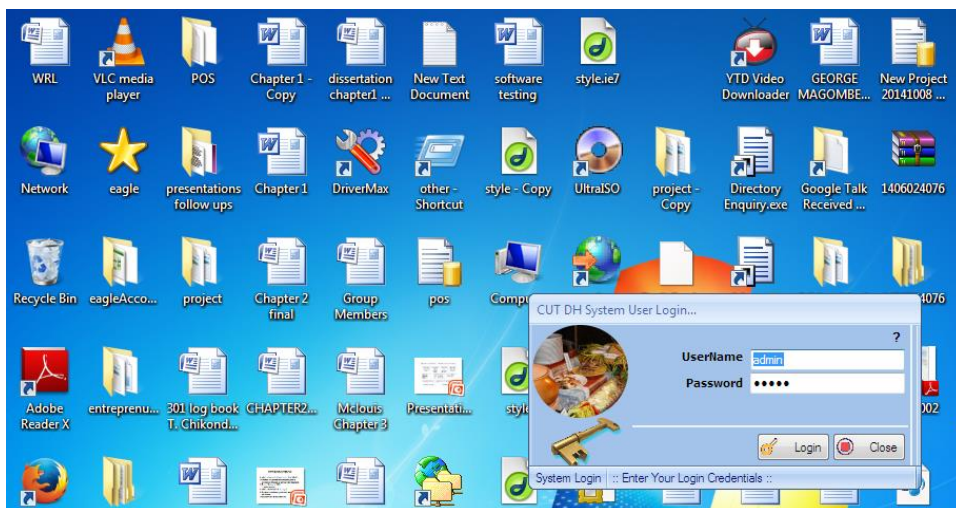 WRL
VLC media
player
POS
Chapter 1 -
Copy
dissertation
chapter1 ...
New Text
Document
software
testing
style.ie7
YTD Video
Downloader
GEORGE
MAGOMBE...
New Project
20141008 ...
Network
eagle
presentations
follow ups
Chapter 1
DriverMax
other -
Shortcut
style - Copy
UltraISO
project -
Copy
Directory
Enquiry.exe
Google Talk
Received ...
1406024076
Recycle Bin
eagleAcco...
project
Chapter 2
final
Group
Members
pos
Compu
4076
CUT DH System User Login...
?
UserName
admin
Password
•••••
Login
Close
System Login
:: Enter Your Login Credentials ::
Adobe
Reader X
entreprenu...
301 log book
T. Chikond...
CHAPTER2...
Mclouis
Chapter 3
Presentati...
style
002